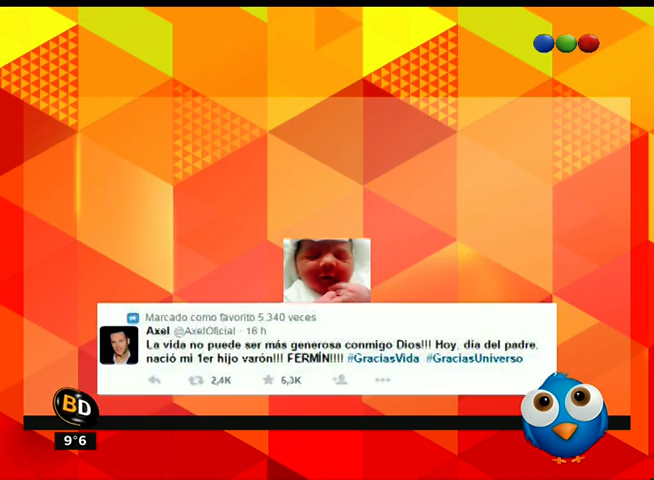 Marcado como favorito 5.340 veces
Axel @AxelOficial · 16 h
La vida no puede ser más generosa conmigo Dios!!! Hoy, día del padre,
nació mi 1er hijo varón!!! FERMÍN!!!! #GraciasVida #GraciasUniverso
2,4K 5,3K
BD
9°6